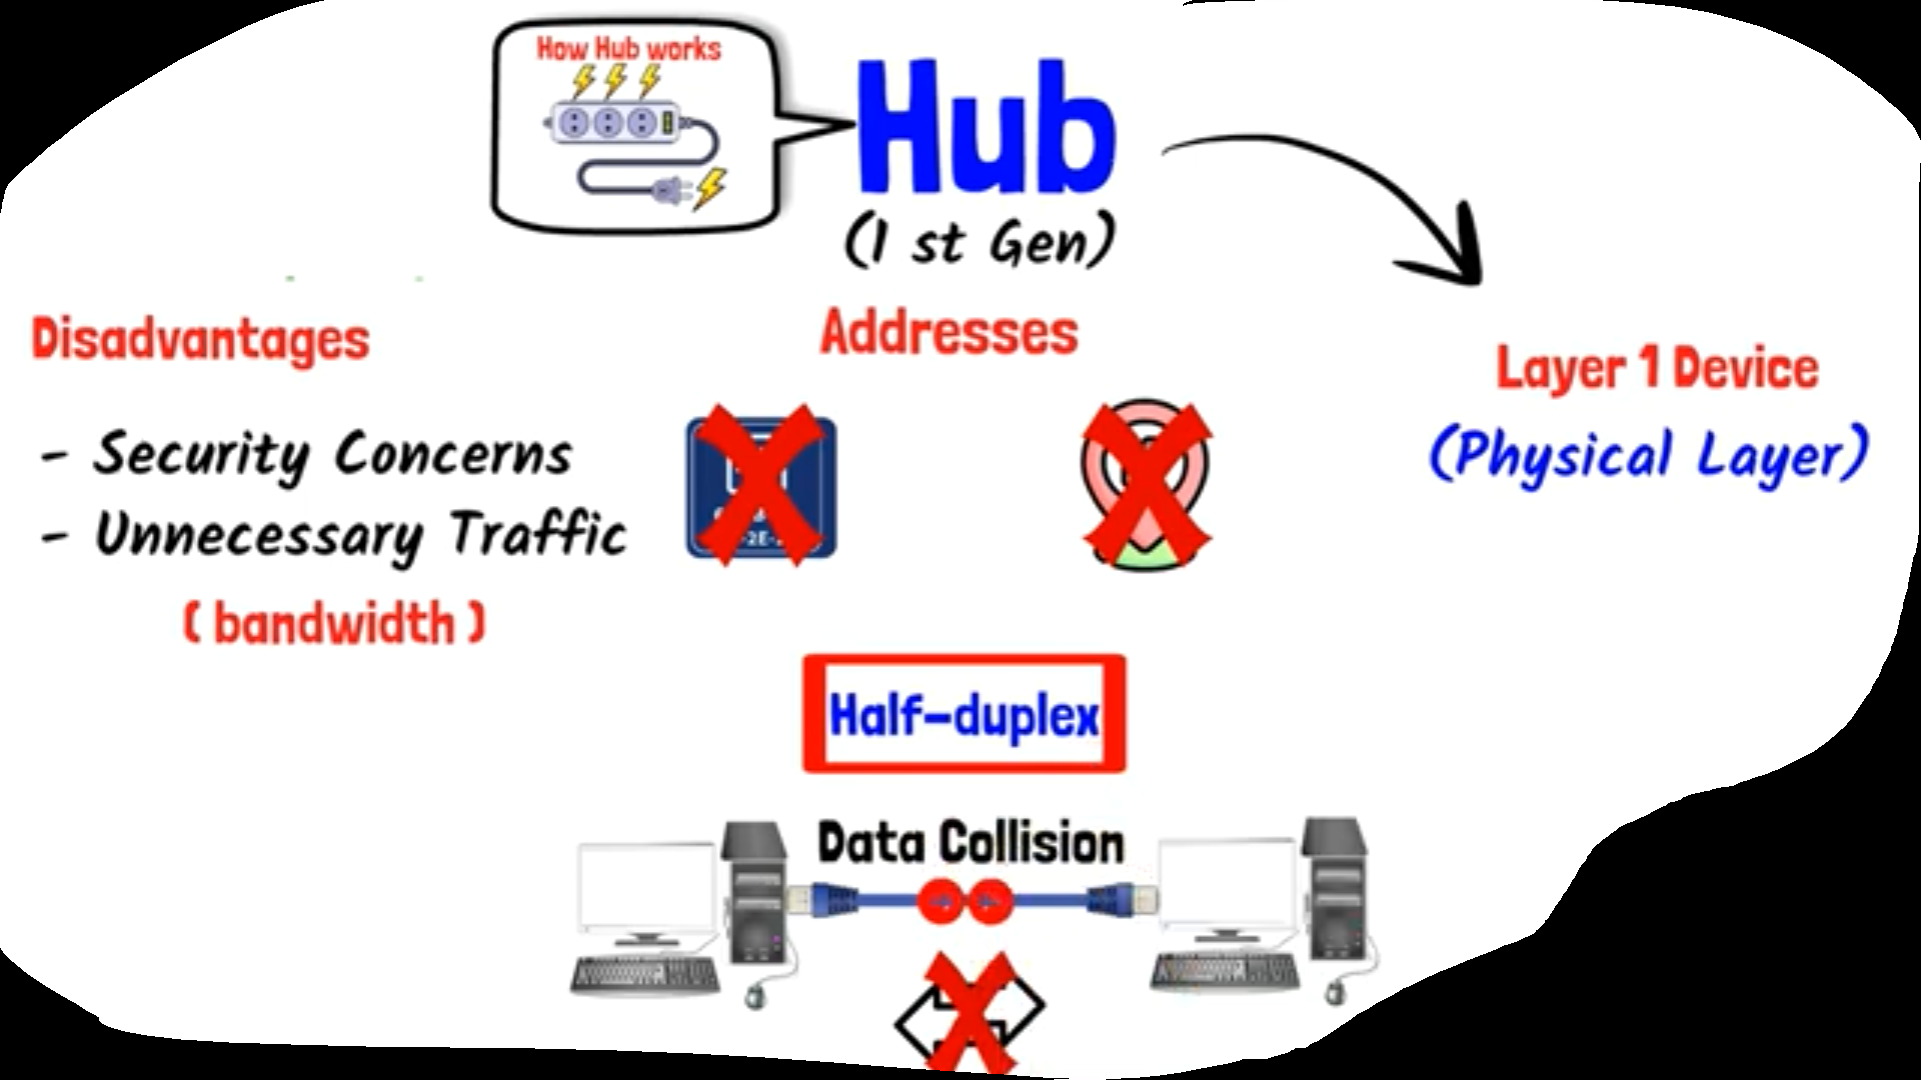 How Hub works
Hub
(1 st Gen)
Disadvantages
- Security Concerns
- Unnecessary Traffic
( bandwidth )
Addresses
Layer 1 Device
(Physical Layer)
Half-duplex
Data Collision